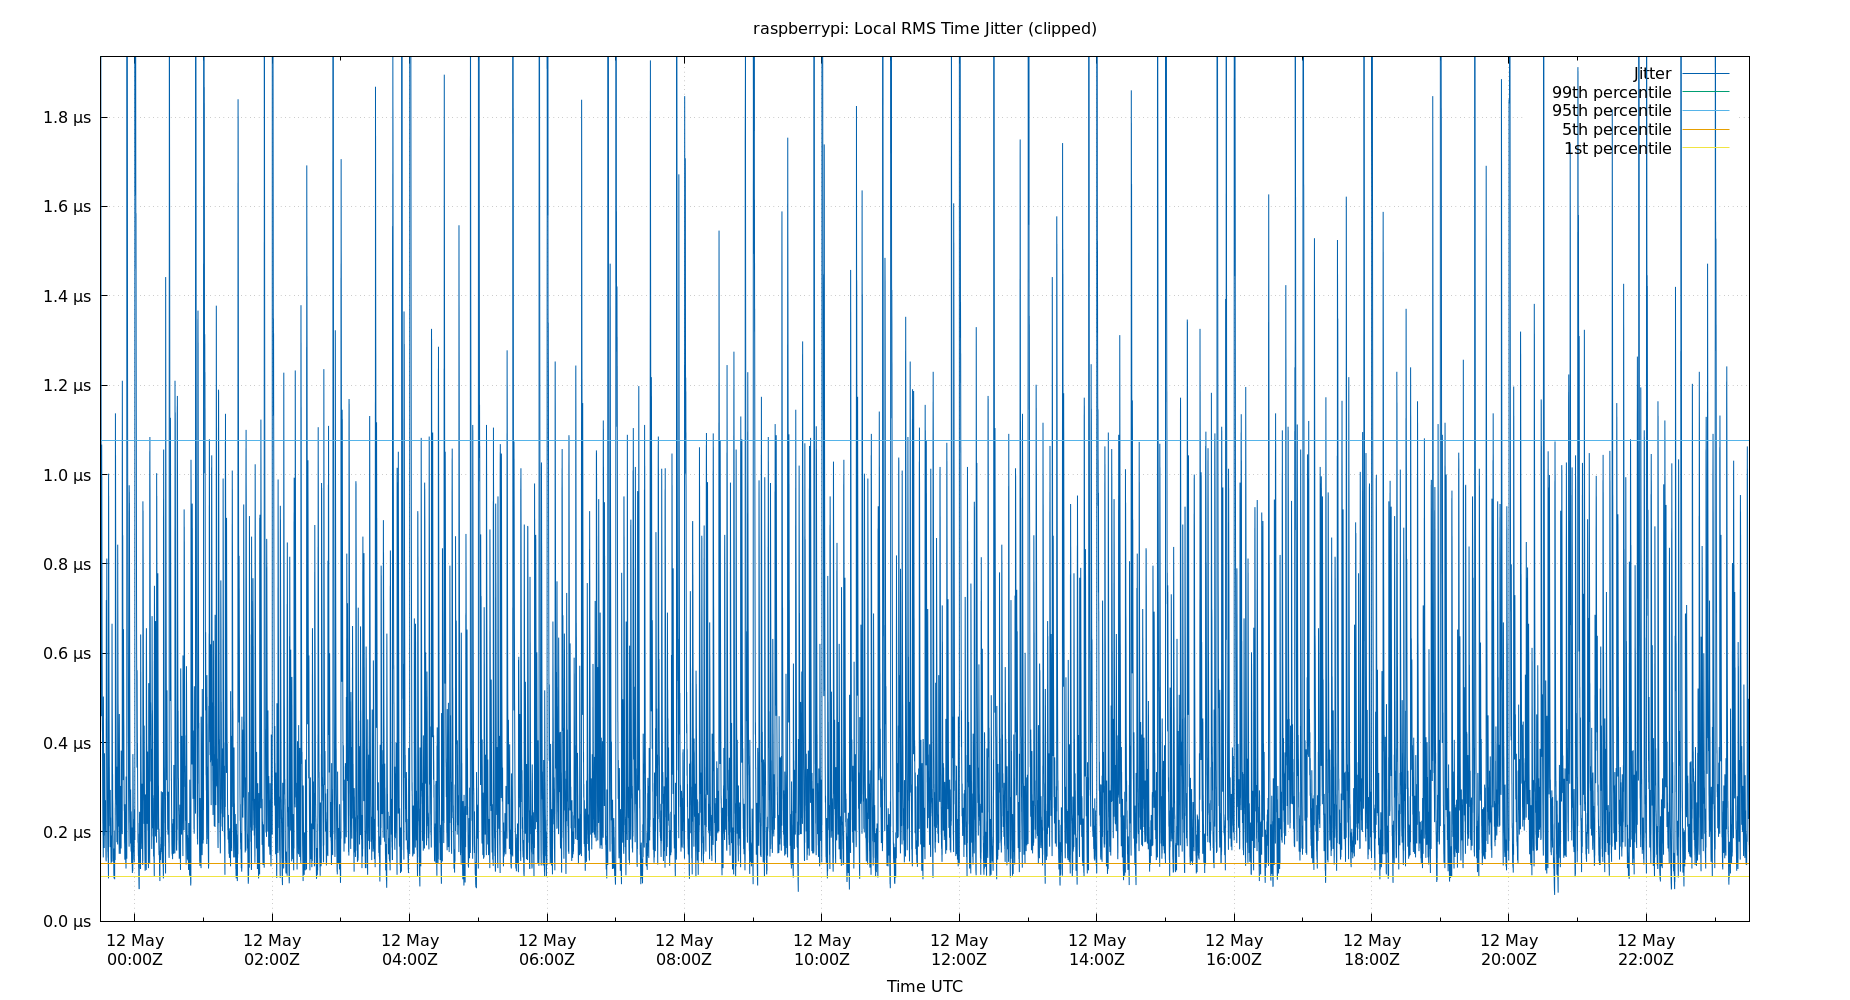 raspberrypi: Local RMS Time Jitter (clipped)
Jitter
99th percentile
95th percentile
5th percentile
1st percentile
1.8 µs
1.6 µs
1.4 µs
1.2 µs
1.0 µs
0.8 µs
0.6 µs
0.4 µs
0.2 µs
0.0 µs
12 May 12 May 12 May 12 May 12 May 12 May 12 May 12 May 12 May 12 May 12 May 12 May
00:00Z 02:00Z 04:00Z 06:00Z 08:00Z 10:00Z 12:00Z 14:00Z 16:00Z 18:00Z 20:00Z 22:00Z
Time UTC